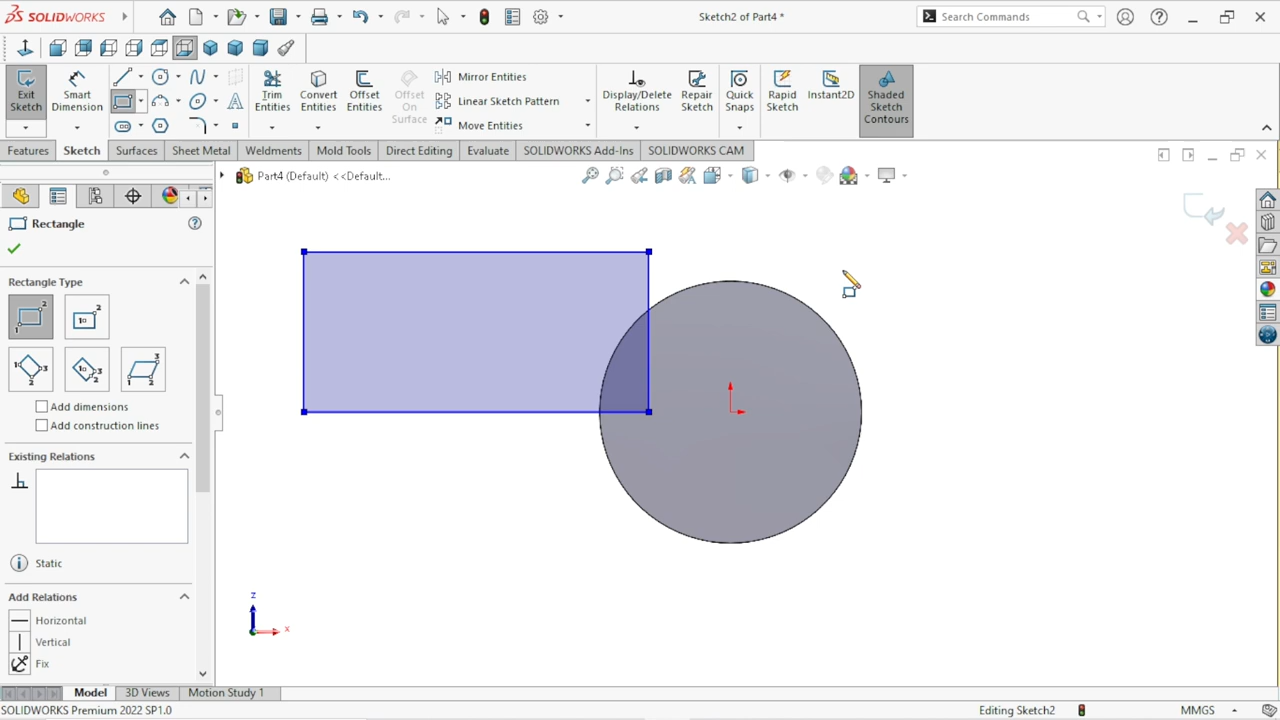 SOLIDWORKS
Sketch2 of Part4 *
Search Commands
Exit Sketch
Smart Dimension
Trim Entities
Convert Entities
Offset Entities
Offset On Surface
Mirror Entities
Linear Sketch Pattern
Move Entities
Display/Delete Relations
Repair Sketch
Quick Snaps
Rapid Sketch
Instant2D
Shaded Sketch Contours
Features
Sketch
Surfaces
Sheet Metal
Weldments
Mold Tools
Direct Editing
Evaluate
SOLIDWORKS Add-Ins
SOLIDWORKS CAM
Part4 (Default) <<Default...
Rectangle
Rectangle Type
Add dimensions
Add construction lines
Existing Relations
Static
Add Relations
Horizontal
Vertical
Fix
z
x
Model
3D Views
Motion Study 1
SOLIDWORKS Premium 2022 SP1.0
Editing Sketch2
MMGS